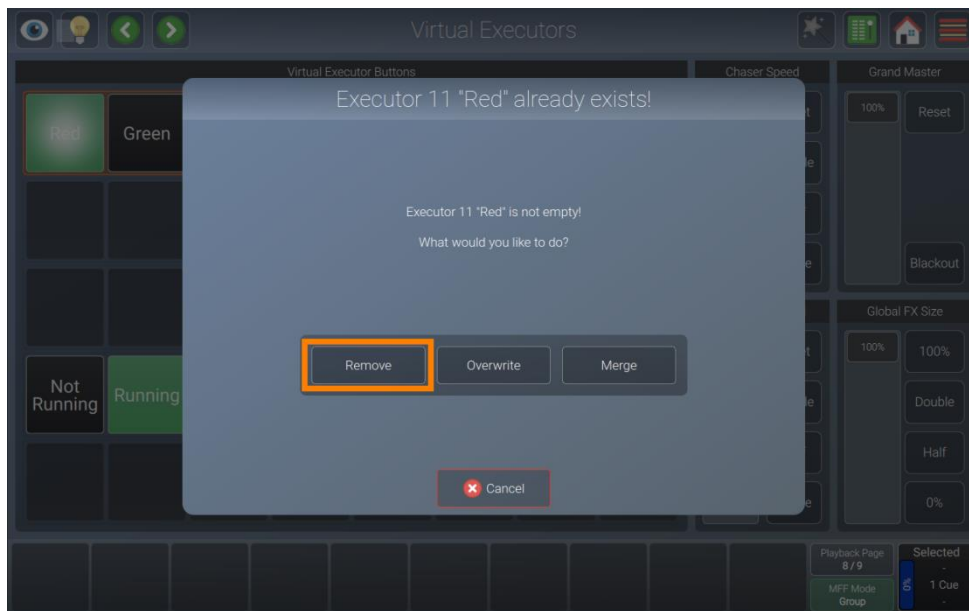 Virtual Executors
Virtual Executor Buttons
Chaser Speed
Grand Master
Executor 11 "Red" already exists!
Red
Green
100%
Reset
Executor 11 "Red" is not empty!
What would you like to do?
Blackout
Global FX Size
Remove
Overwrite
Merge
100%
100%
Not
Running
Running
Double
Half
Cancel
0%
Playback Page
8 / 9
MFF Mode
Group
Selected
-
1 Cue
-